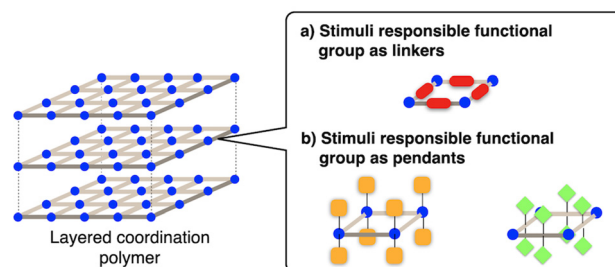 a) Stimuli responsible functional
group as linkers
b) Stimuli responsible functional
group as pendants
Layered coordination
polymer